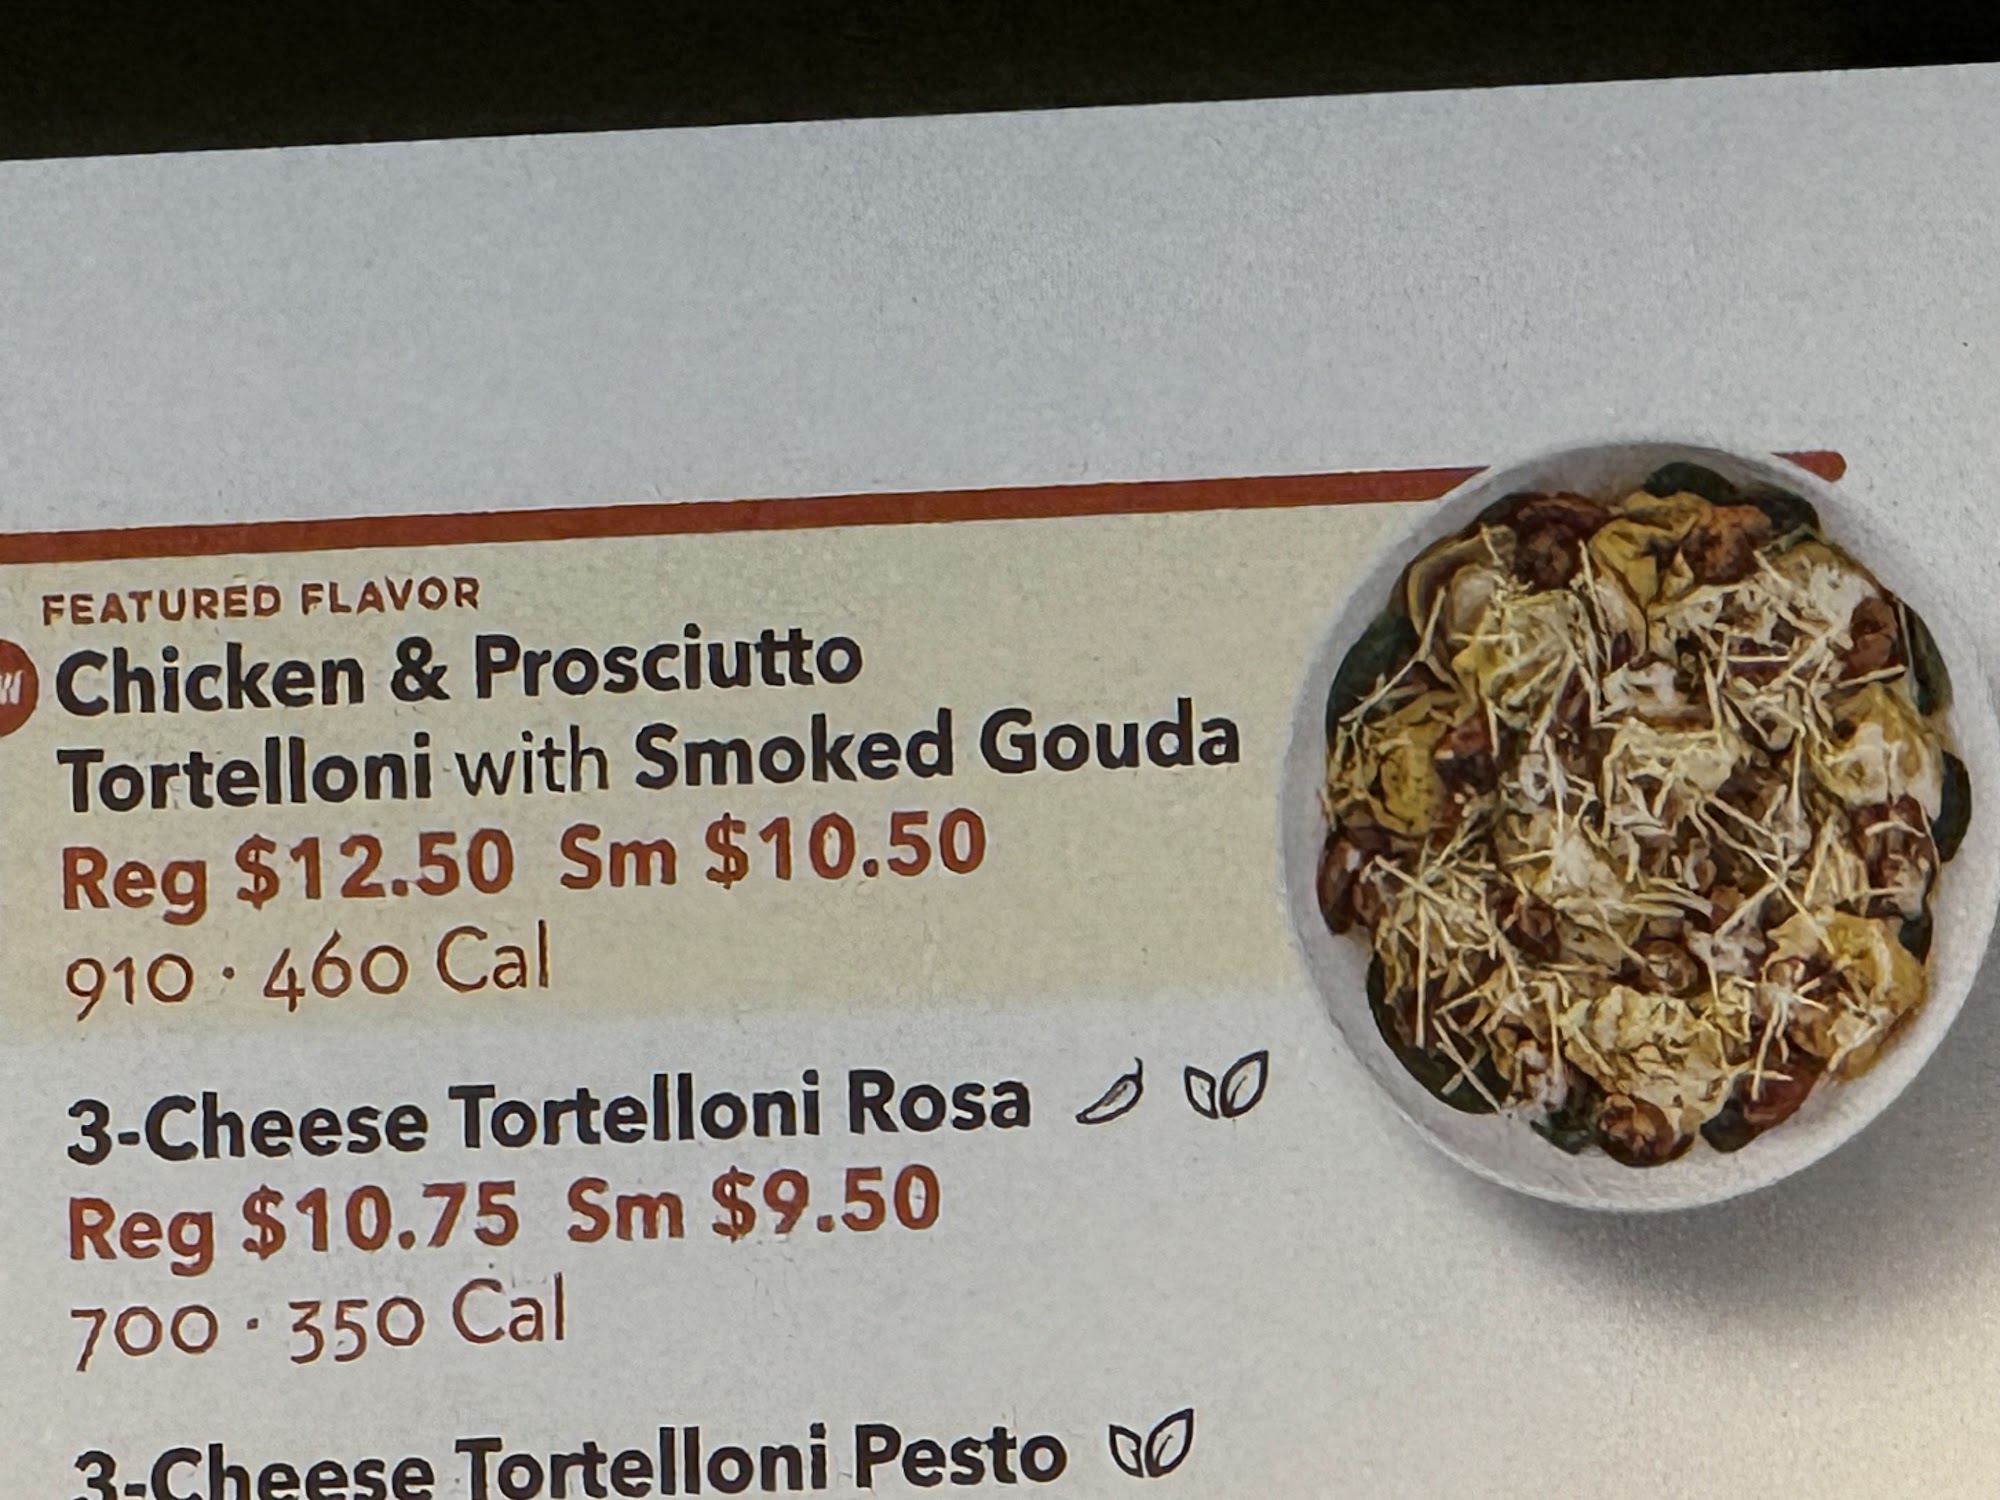 FEATURED FLAVOR
Chicken & Prosciutto
Tortelloni with Smoked Gouda
Reg $12.50 Sm $10.50
910 · 460 Cal
3-Cheese Tortelloni Rosa
Reg $10.75 Sm $9.50
700 · 350 Cal
3-Cheese Tortelloni Pesto